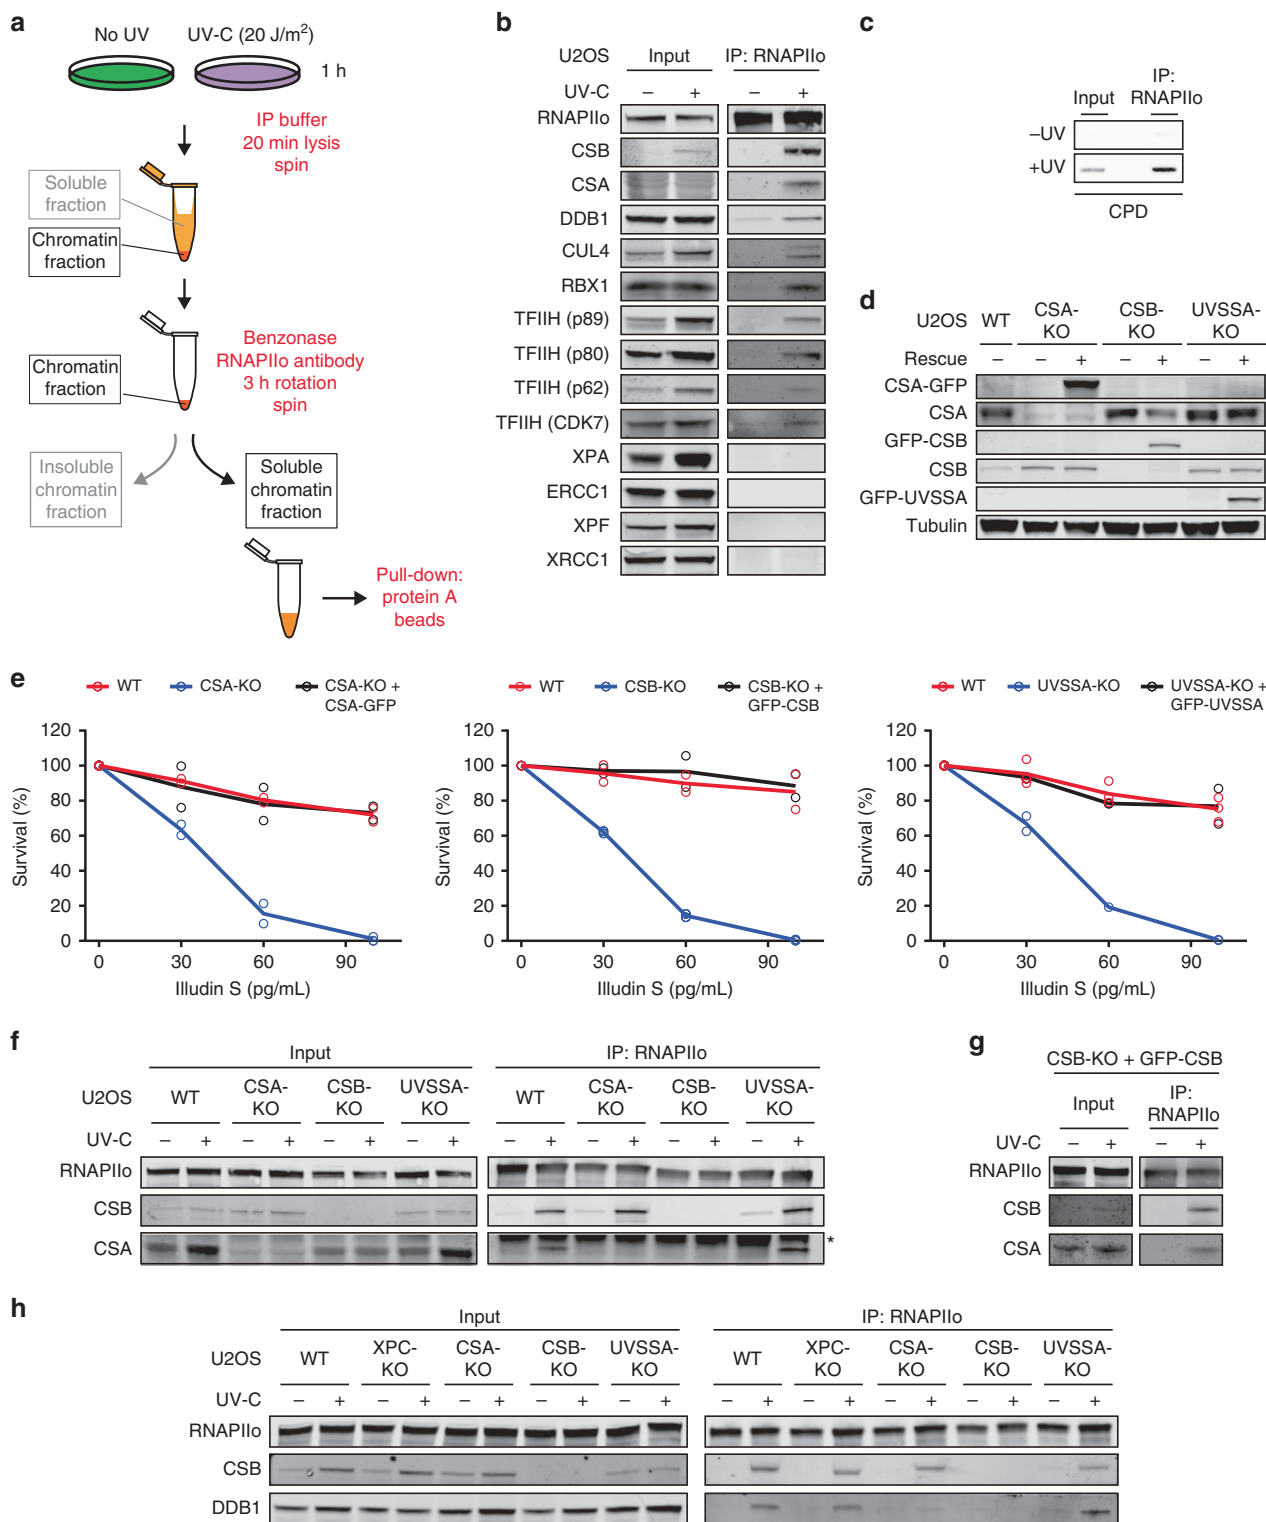 a
No UV
UV-C (20 J/m²)
1 h
IP buffer
20 min lysis
spin
Soluble
fraction
Chromatin
fraction
Benzonase
RNAPIIo antibody
3 h rotation
spin
Chromatin
fraction
Insoluble
chromatin
fraction
Soluble
chromatin
fraction
Pull-down:
protein A
beads
b
U2OS Input IP: RNAPIIo
UV-C – + – +
RNAPIIo
CSB
CSA
DDB1
CUL4
RBX1
TFIIH (p89)
TFIIH (p80)
TFIIH (p62)
TFIIH (CDK7)
XPA
ERCC1
XPF
XRCC1
c
Input IP: RNAPIIo
–UV
+UV
CPD
d
U2OS WT CSA-KO CSB-KO UVSSA-KO
Rescue – – + – + – +
CSA-GFP
CSA
GFP-CSB
CSB
GFP-UVSSA
Tubulin
e
WT CSA-KO CSA-KO + CSA-GFP
Survival (%)
120
100
80
60
40
20
0
0 30 60 90
Illudin S (pg/mL)
WT CSB-KO CSB-KO + GFP-CSB
Survival (%)
120
100
80
60
40
20
0
0 30 60 90
Illudin S (pg/mL)
WT UVSSA-KO UVSSA-KO + GFP-UVSSA
Survival (%)
120
100
80
60
40
20
0
0 30 60 90
Illudin S (pg/mL)
f
Input IP: RNAPIIo
U2OS WT CSA-KO CSB-KO UVSSA-KO WT CSA-KO CSB-KO UVSSA-KO
UV-C – + – + – + – + – + – + – + – +
RNAPIIo
CSB
CSA *
g
CSB-KO + GFP-CSB
Input IP: RNAPIIo
UV-C – + – +
RNAPIIo
CSB
CSA
h
Input IP: RNAPIIo
U2OS WT XPC-KO CSA-KO CSB-KO UVSSA-KO WT XPC-KO CSA-KO CSB-KO UVSSA-KO
UV-C – + – + – + – + – + – + – + – + – + – +
RNAPIIo
CSB
DDB1